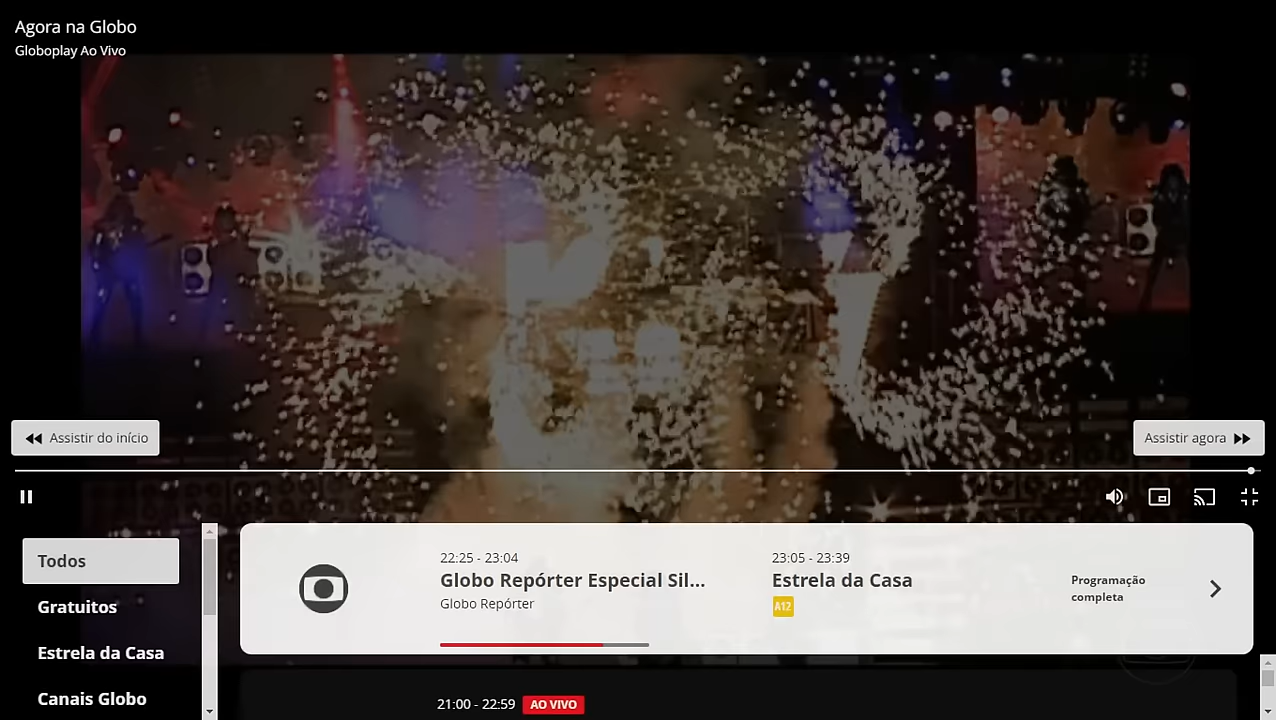 Agora na Globo
Globoplay Ao Vivo
Assistir do início
Assistir agora
Todos
Gratuitos
Estrela da Casa
Canais Globo
22:25 - 23:04
Globo Repórter Especial Sil...
Globo Repórter
23:05 - 23:39
Estrela da Casa
A12
Programação
completa
21:00 - 22:59 AO VIVO